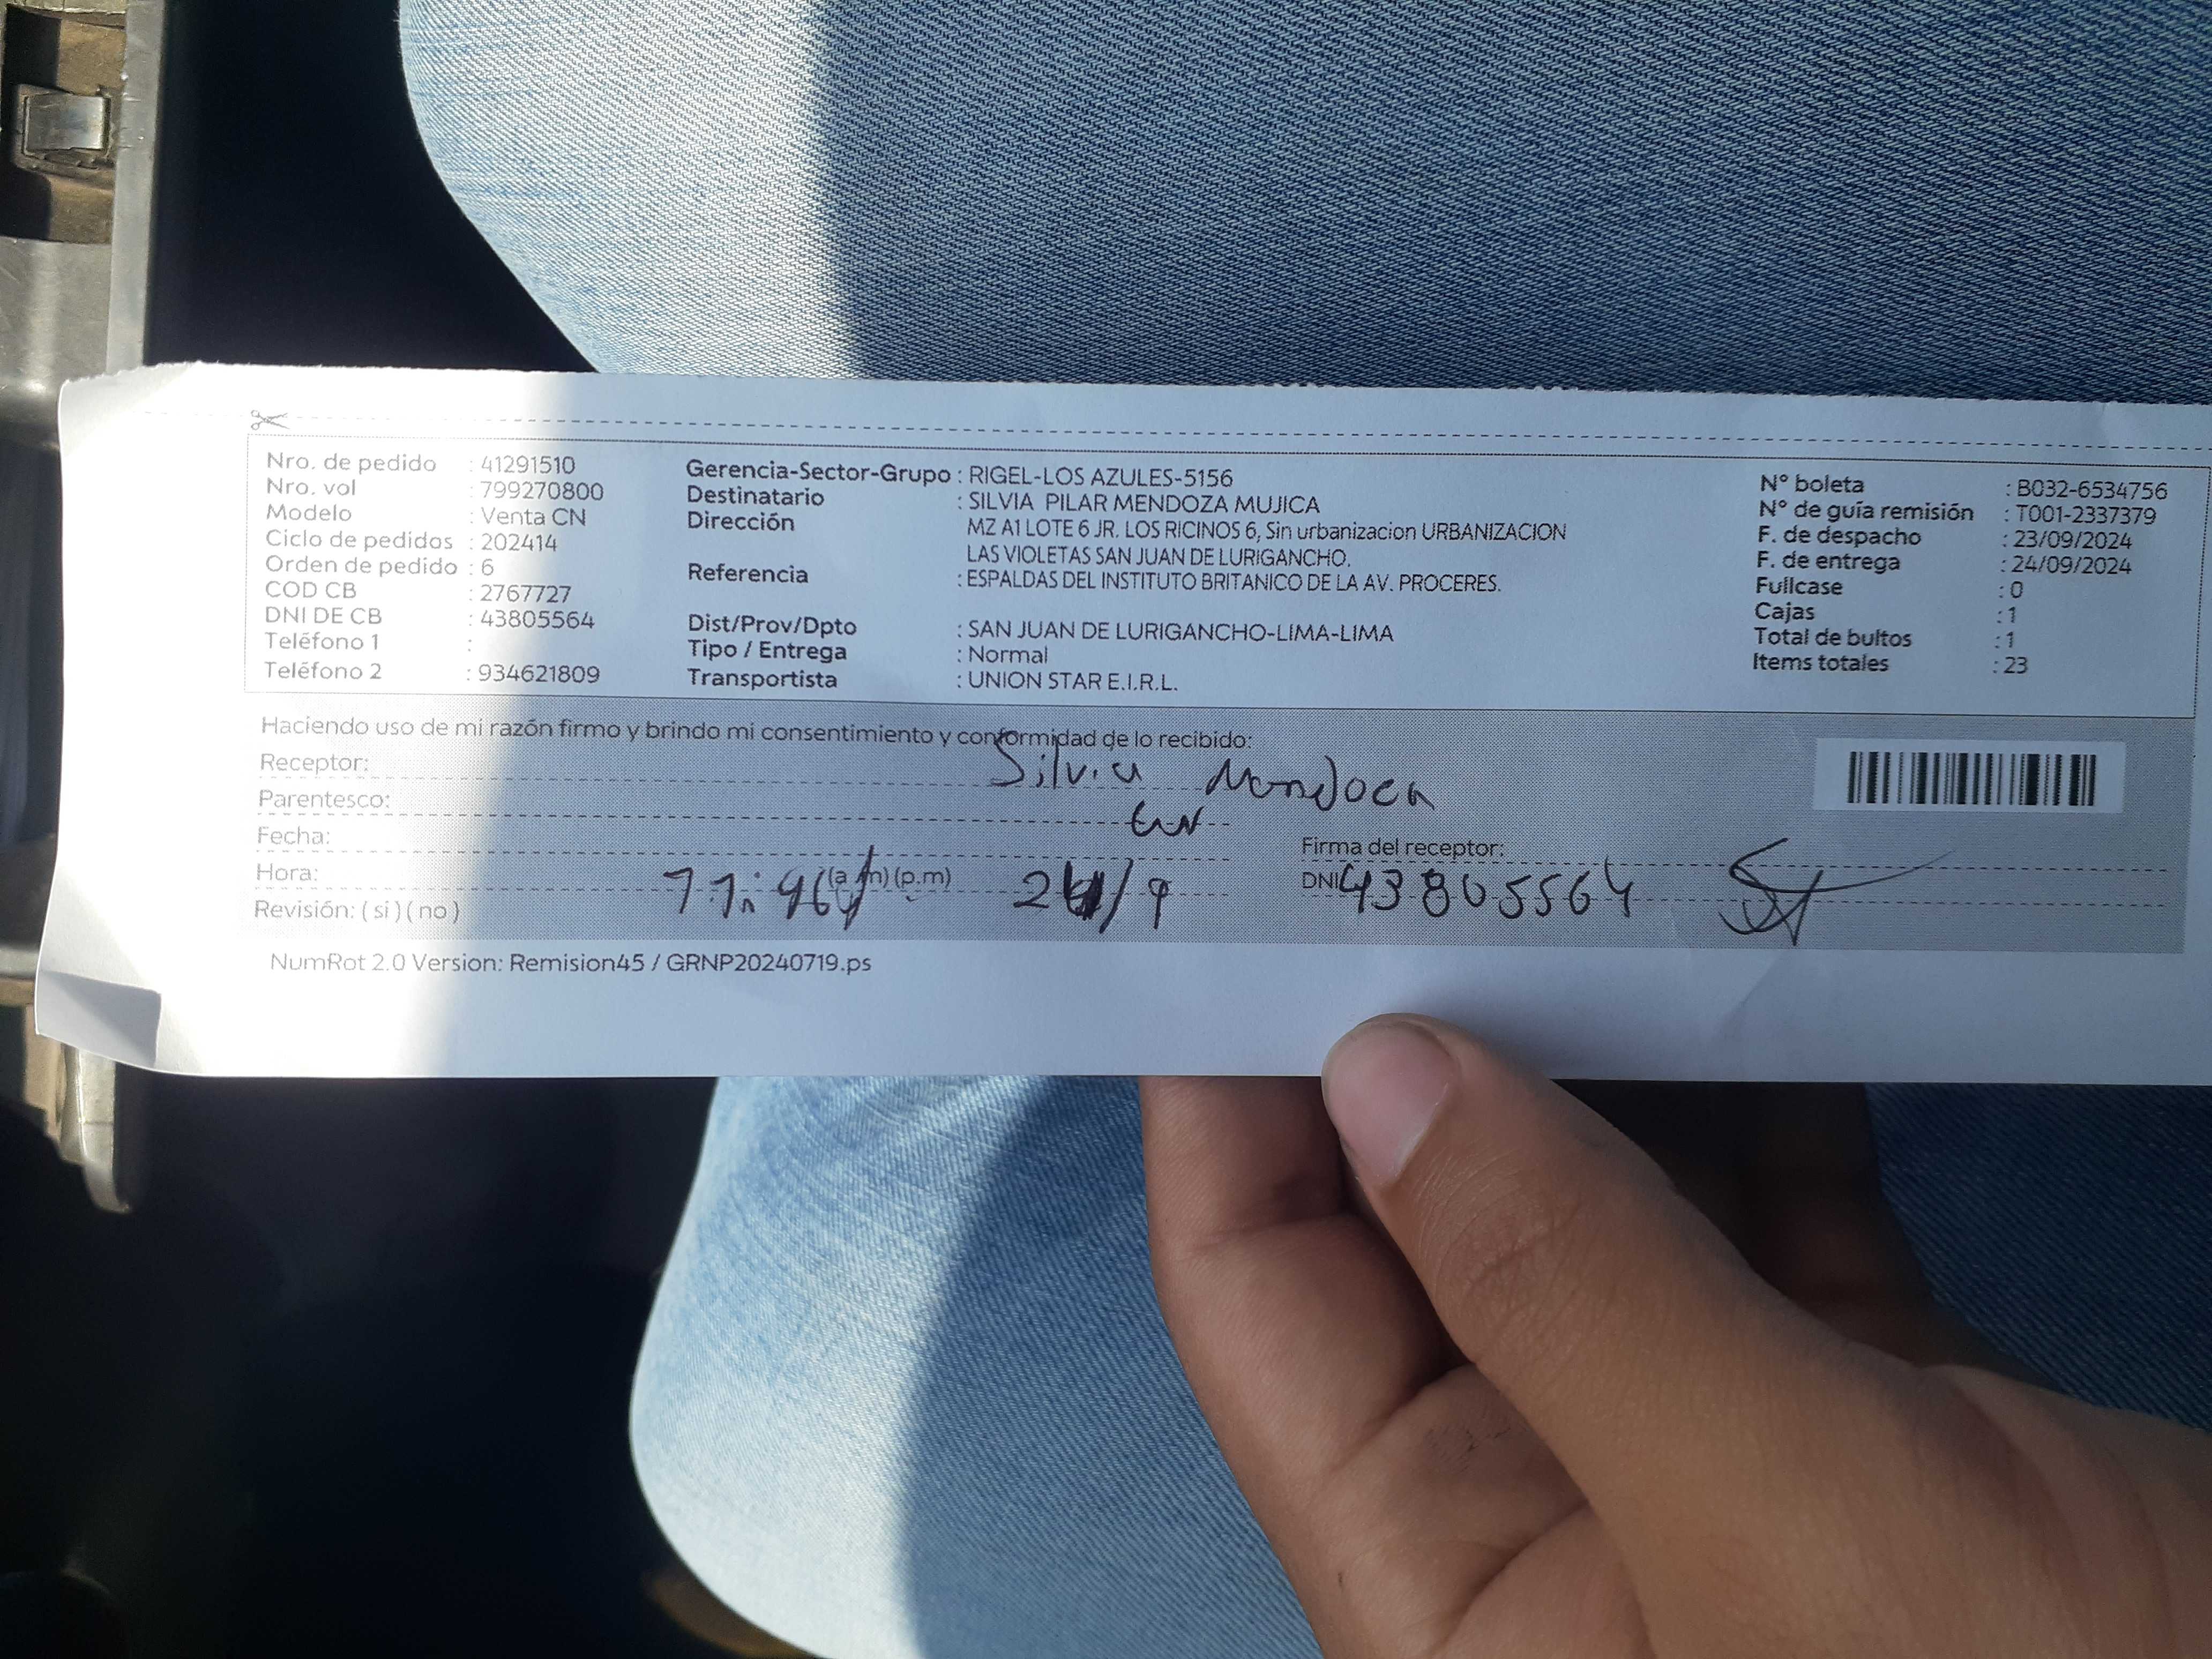 Nro. de pedido : 41291510
Nro. vol : 799270800
Modelo : Venta CN
Ciclo de pedidos : 202414
Orden de pedido : 6
COD CB : 2767727
DNI DE CB : 43805564
Teléfono 1 :
Teléfono 2 : 934621809
Gerencia-Sector-Grupo : RIGEL-LOS AZULES-5156
Destinatario : SILVIA PILAR MENDOZA MUJICA
Dirección MZ A1 LOTE 6 JR. LOS RICINOS 6, Sin urbanizacion URBANIZACION
LAS VIOLETAS SAN JUAN DE LURIGANCHO.
Referencia : ESPALDAS DEL INSTITUTO BRITANICO DE LA AV. PROCERES.
Dist/Prov/Dpto : SAN JUAN DE LURIGANCHO-LIMA-LIMA
Tipo / Entrega : Normal
Transportista : UNION STAR E.I.R.L.
N° boleta : B032-6534756
N° de guía remisión : T001-2337379
F. de despacho : 23/09/2024
F. de entrega : 24/09/2024
Fullcase : 0
Cajas : 1
Total de bultos : 1
Items totales : 23
Haciendo uso de mi razón firmo y brindo mi consentimiento y conformidad de lo recibido:
Receptor: Silvia Mendoza
Parentesco:
Fecha:
Hora: (a.m) (p.m)
Revisión: ( si ) ( no )
Firma del receptor:
DNI 43805564
NumRot 2.0 Version: Remision45 / GRNP20240719.ps